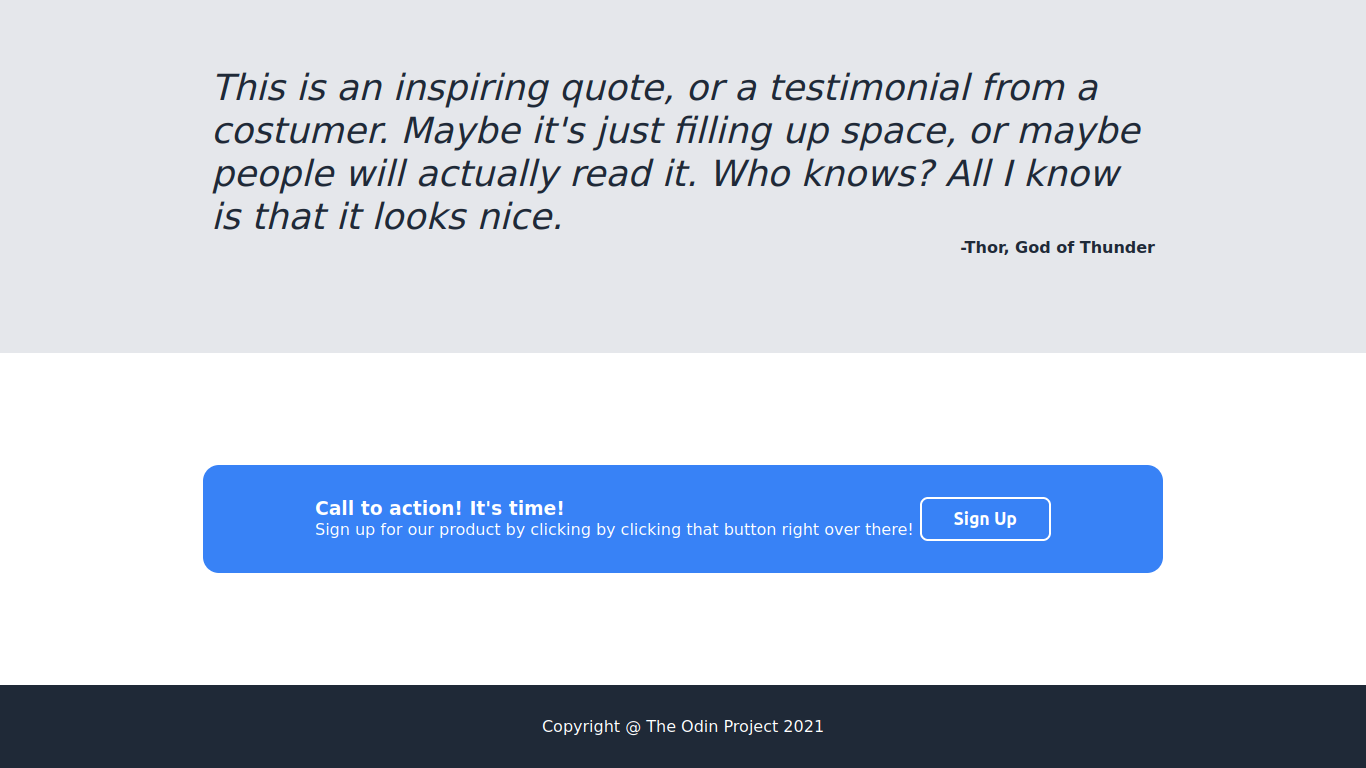 This is an inspiring quote, or a testimonial from a
costumer. Maybe it's just filling up space, or maybe
people will actually read it. Who knows? All I know
is that it looks nice.
-Thor, God of Thunder
Call to action! It's time!
Sign up for our product by clicking by clicking that button right over there!
Sign Up
Copyright @ The Odin Project 2021